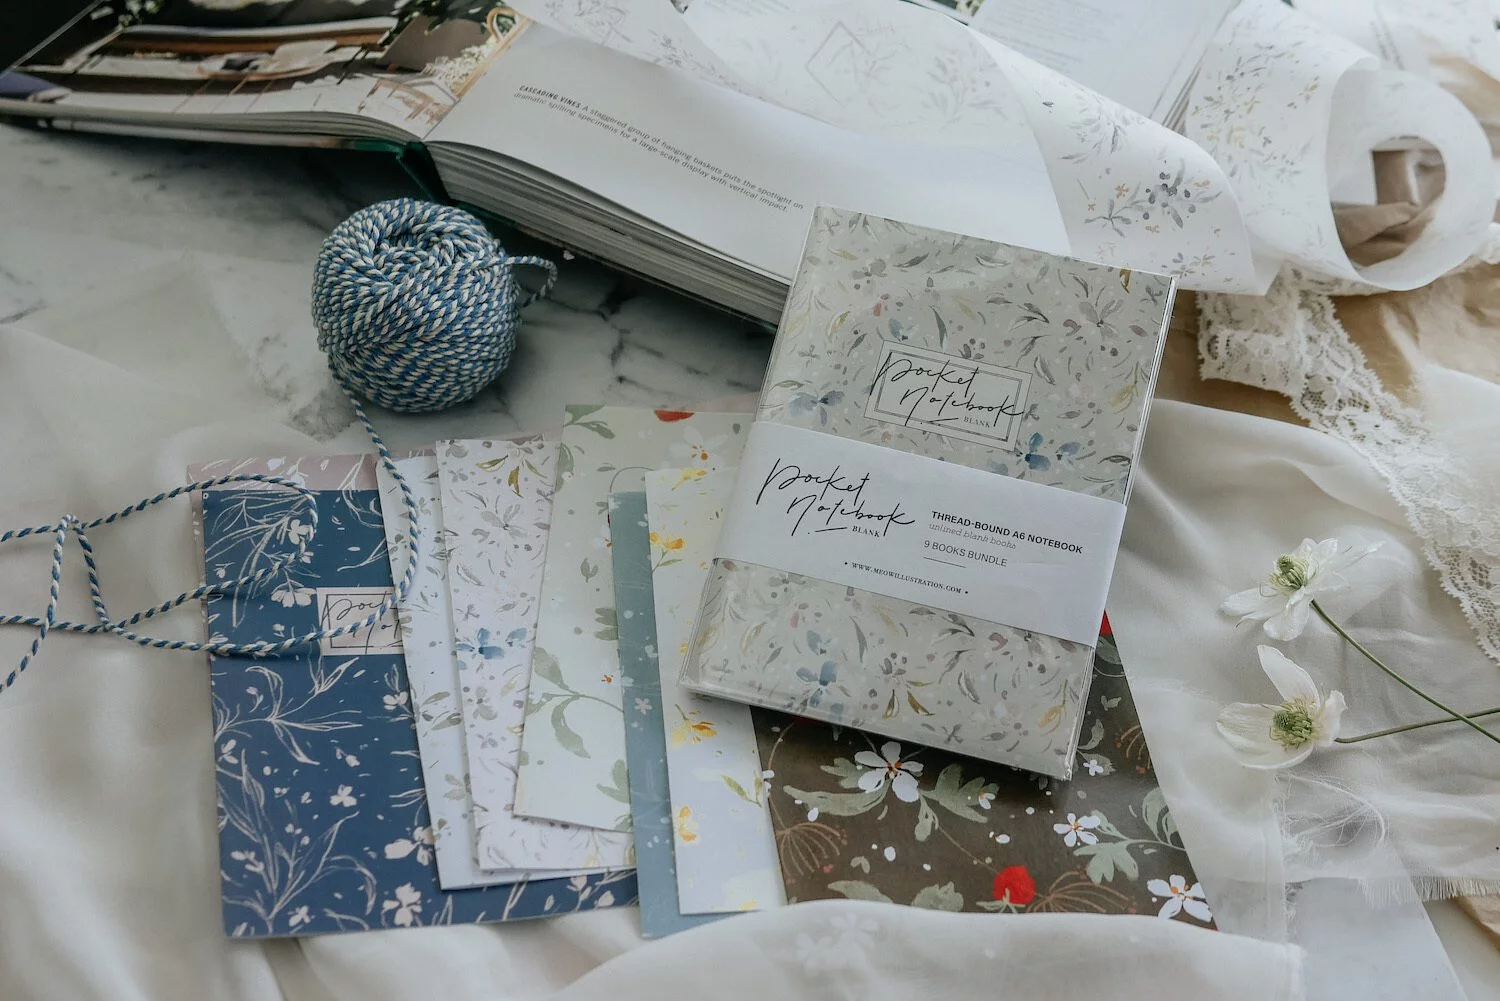 CASCADING VINES A staggered group of hanging baskets puts the spotlight on
dramatic spilling specimens for a large-scale display with vertical impact.
Pocket
Notebook
BLANK
Pocket
Notebook
BLANK
THREAD-BOUND A6 NOTEBOOK
unlined blank books
9 BOOKS BUNDLE
• WWW.MEOWILLUSTRATION.COM •
Pock